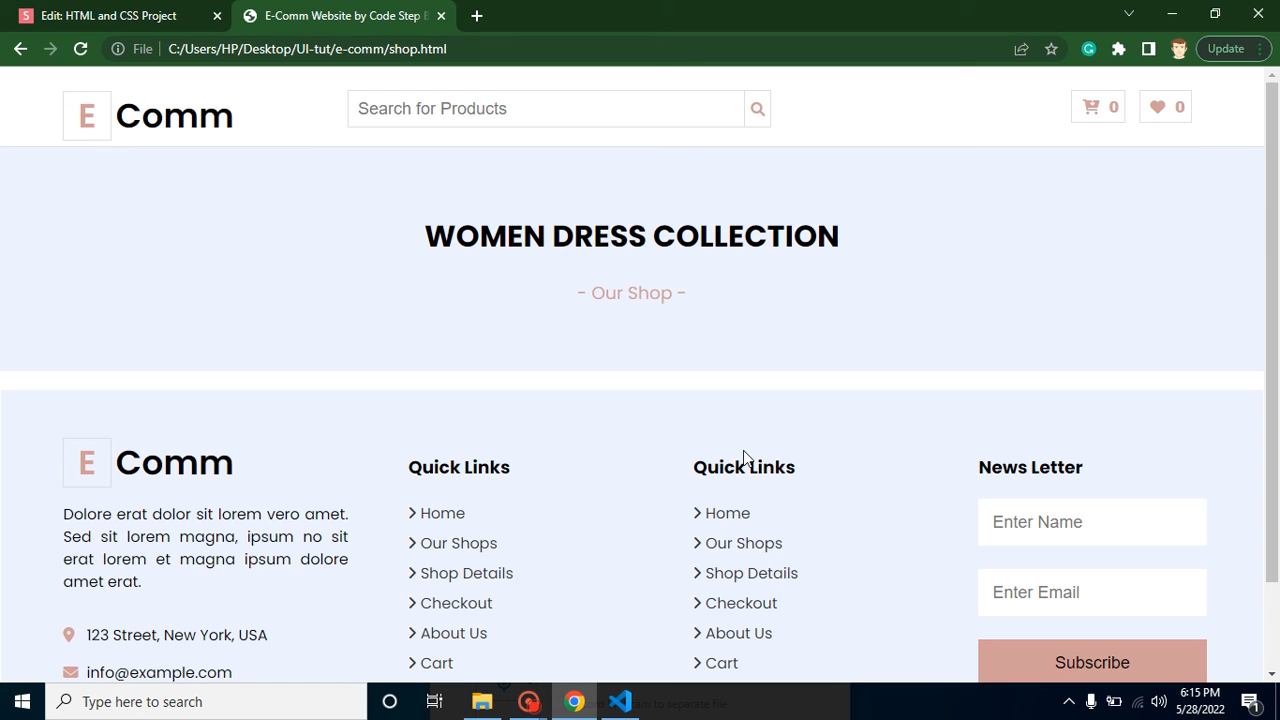 Edit: HTML and CSS Project
E-Comm Website by Code Step B
File C:/Users/HP/Desktop/UI-tut/e-comm/shop.html
Update
E Comm
Search for Products
0
0
WOMEN DRESS COLLECTION
- Our Shop -
E Comm
Dolore erat dolor sit lorem vero amet.
Sed sit lorem magna, ipsum no sit
erat lorem et magna ipsum dolore
amet erat.
123 Street, New York, USA
info@example.com
Quick Links
Home
Our Shops
Shop Details
Checkout
About Us
Cart
Quick Links
Home
Our Shops
Shop Details
Checkout
About Us
Cart
News Letter
Enter Name
Enter Email
Subscribe
Type here to search
to separate file
6:15 PM
5/28/2022
1